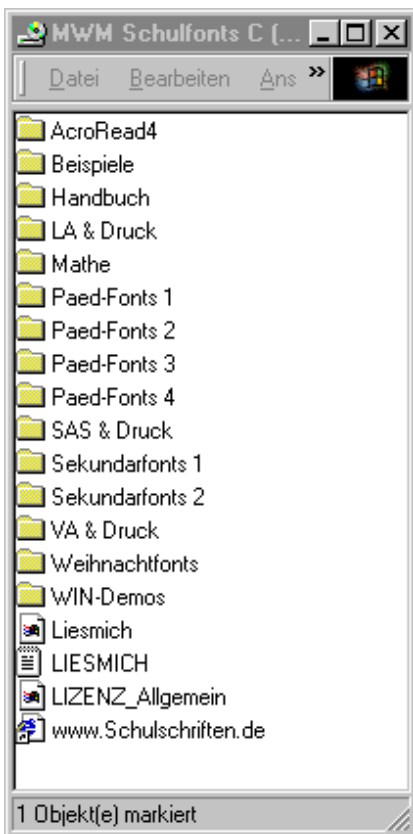 MWM Schulfonts C (...
Datei Bearbeiten Ans »
AcroRead4
Beispiele
Handbuch
LA & Druck
Mathe
Paed-Fonts 1
Paed-Fonts 2
Paed-Fonts 3
Paed-Fonts 4
SAS & Druck
Sekundarfonts 1
Sekundarfonts 2
VA & Druck
Weihnachtfonts
WIN-Demos
Liesmich
LIESMICH
LIZENZ_Allgemein
www.Schulschriften.de
1 Objekt(e) markiert